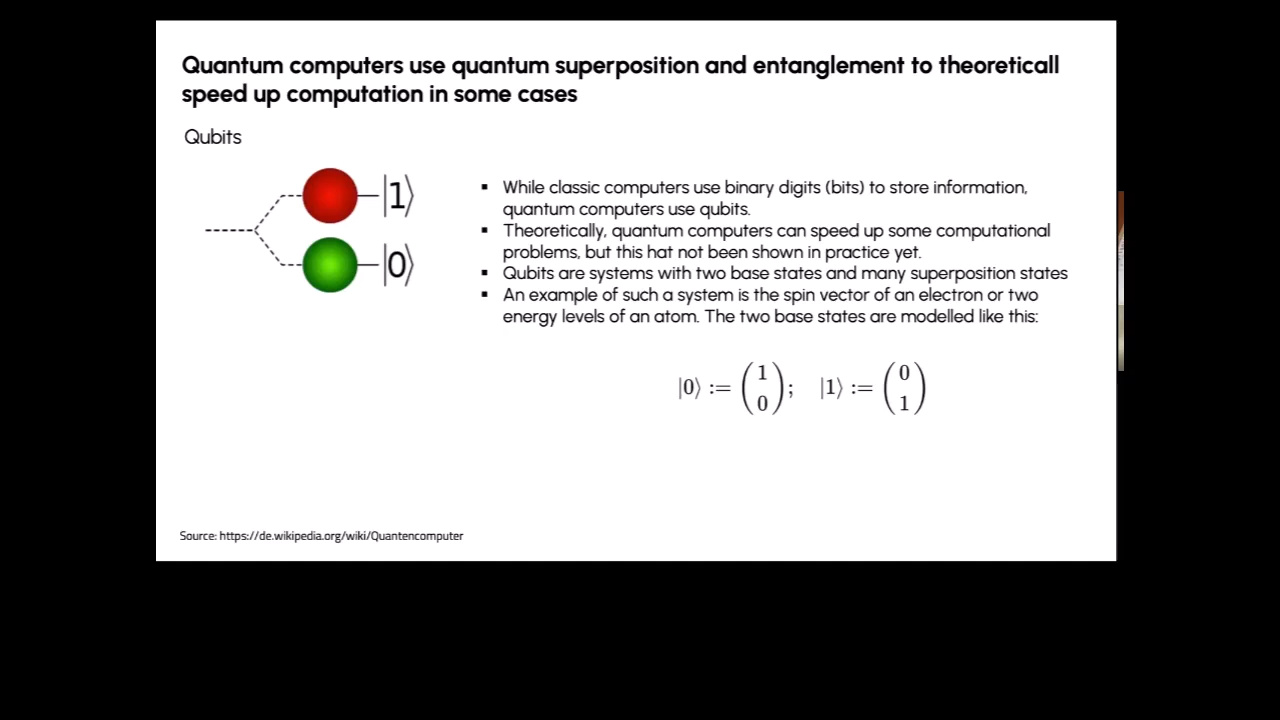 Quantum computers use quantum superposition and entanglement to theoreticall
speed up computation in some cases
Qubits
|1⟩
|0⟩
▪ While classic computers use binary digits (bits) to store information,
quantum computers use qubits.
▪ Theoretically, quantum computers can speed up some computational
problems, but this hat not been shown in practice yet.
▪ Qubits are systems with two base states and many superposition states
▪ An example of such a system is the spin vector of an electron or two
energy levels of an atom. The two base states are modelled like this:
|0⟩ := (1 0); |1⟩ := (0 1)
Source: https://de.wikipedia.org/wiki/Quantencomputer